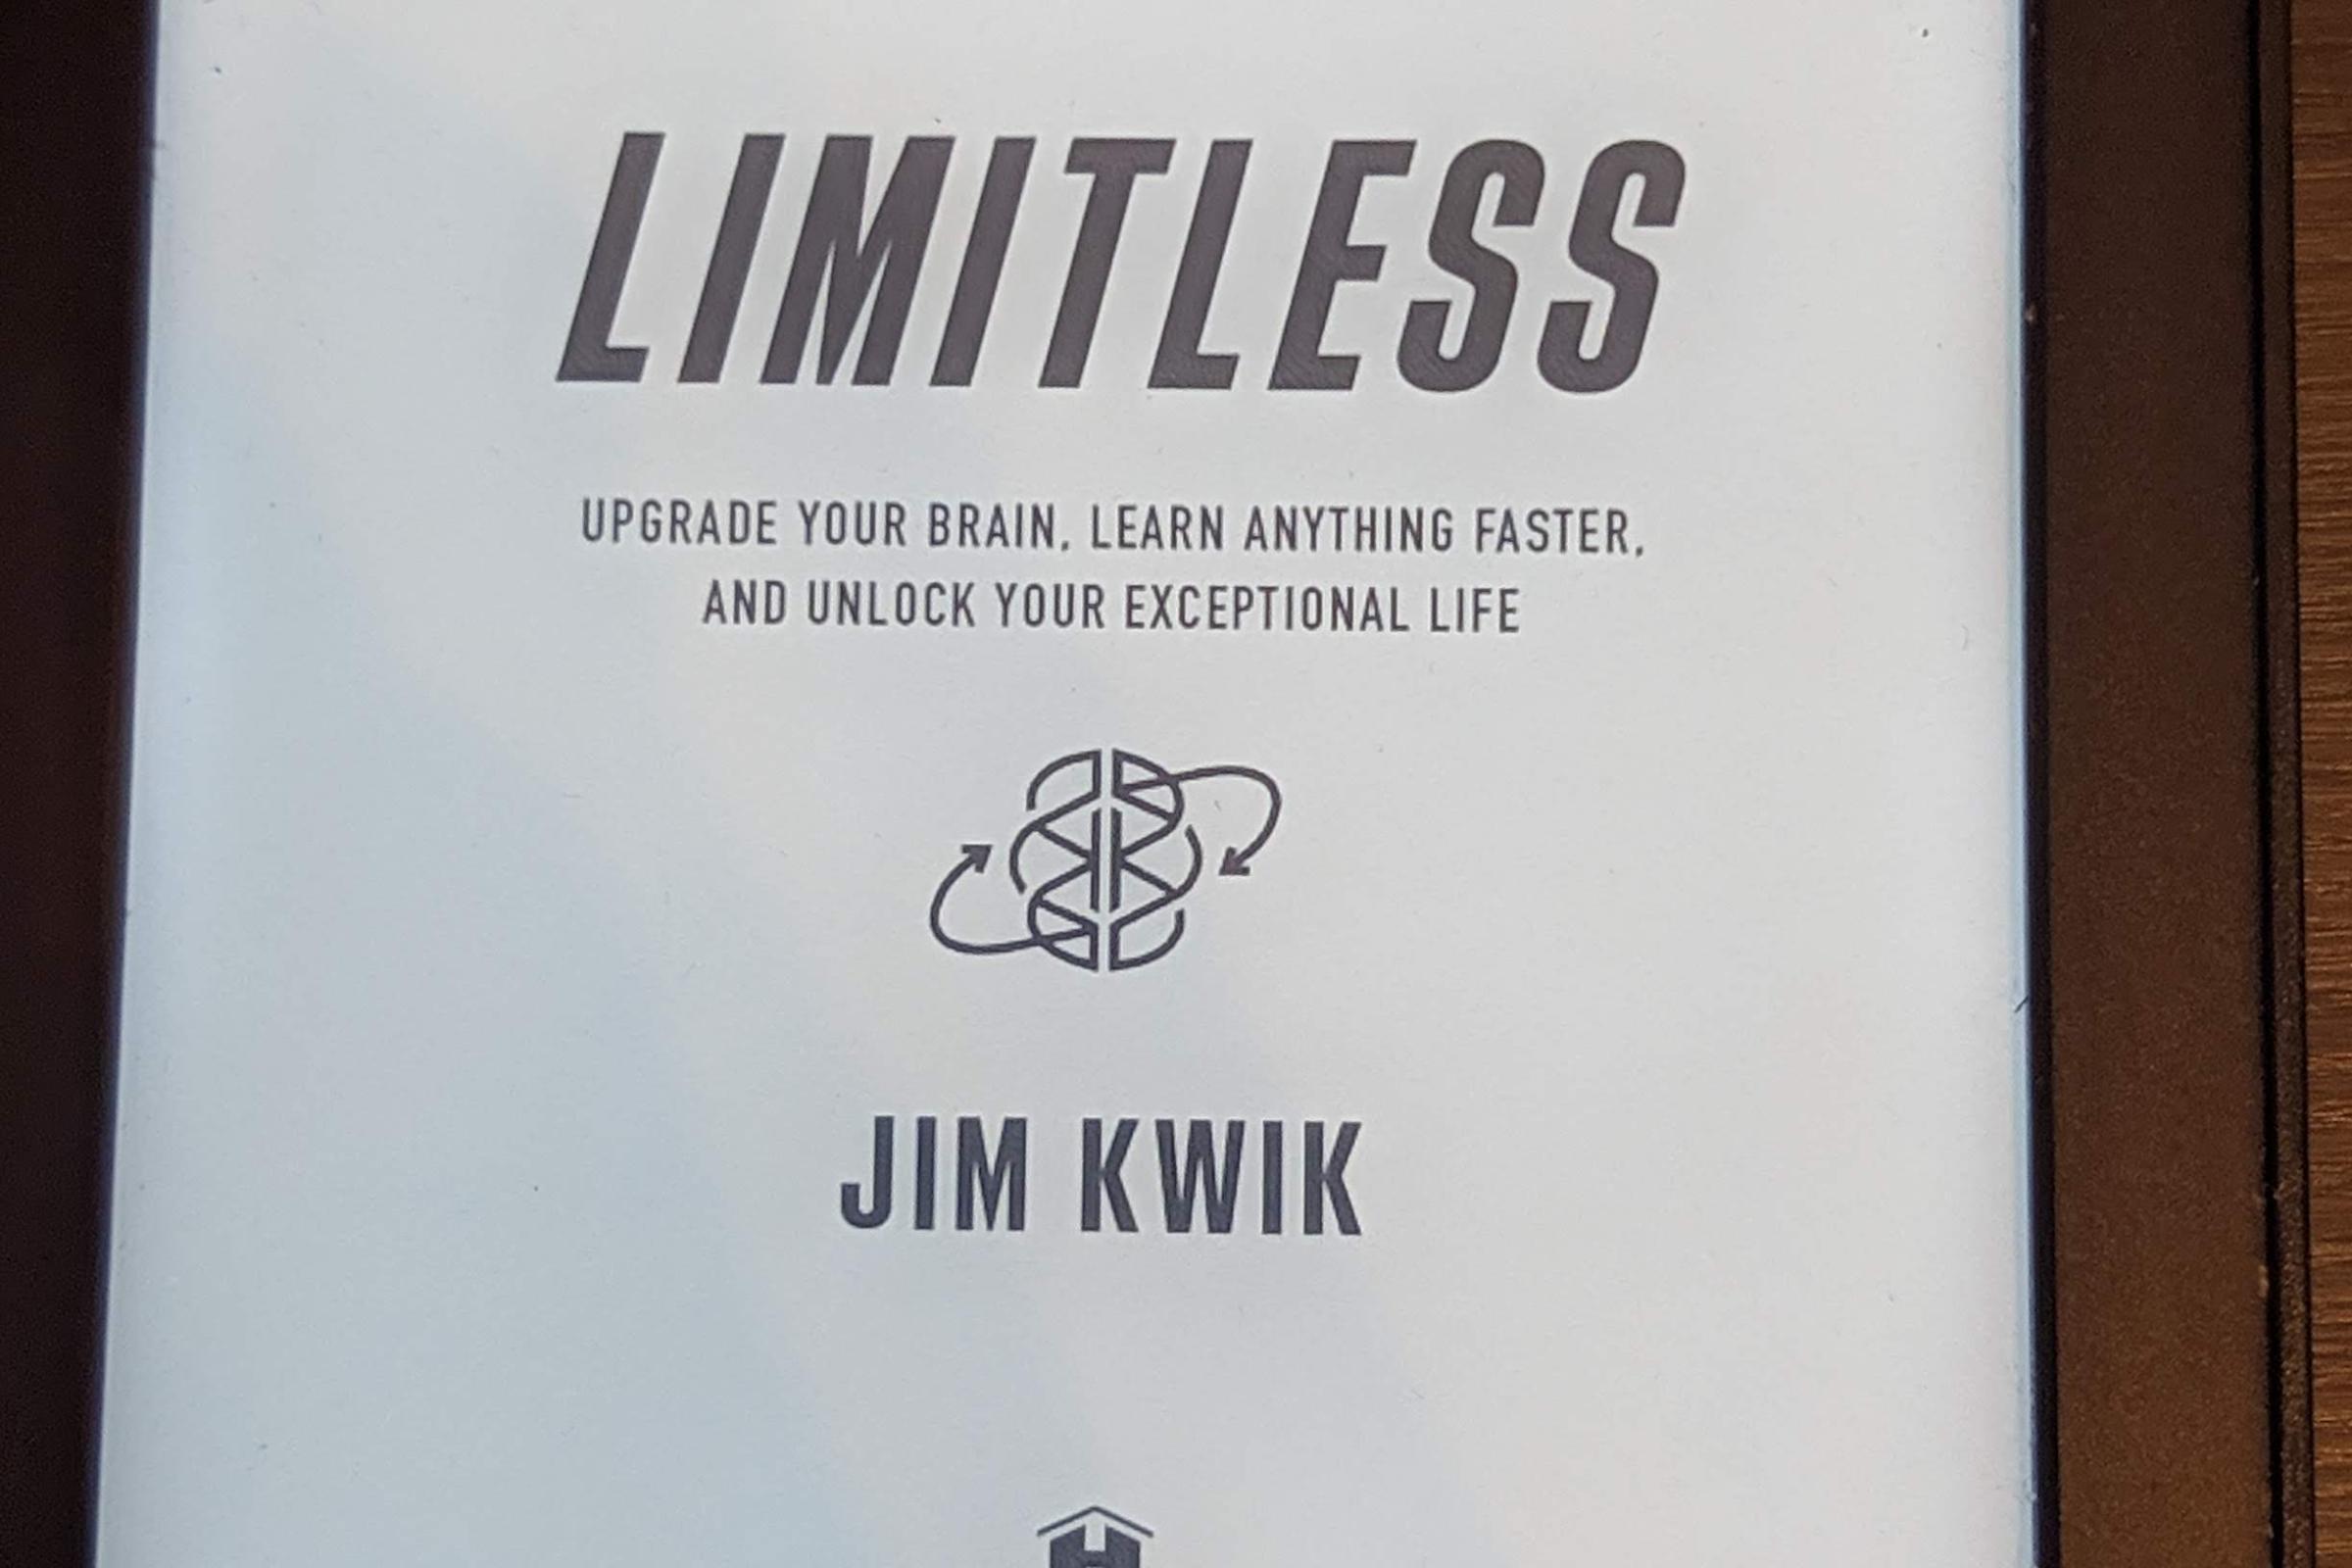 LIMITLESS
UPGRADE YOUR BRAIN, LEARN ANYTHING FASTER,
AND UNLOCK YOUR EXCEPTIONAL LIFE
JIM KWIK